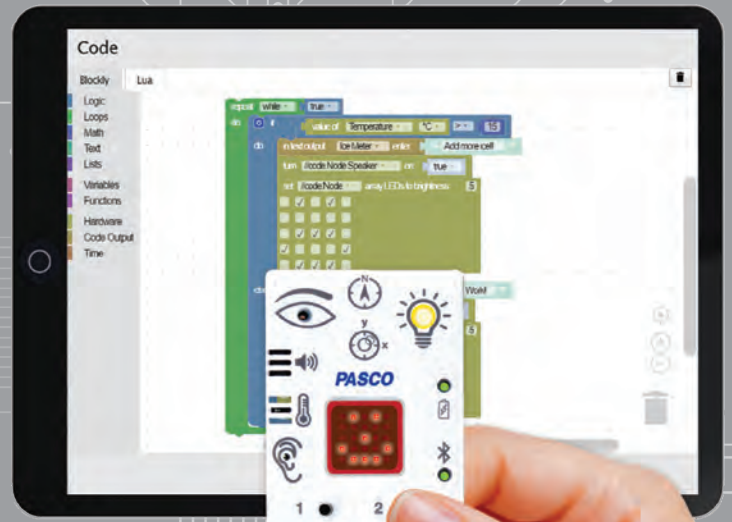 Code
Blockly Lua
Logic
Loops
Math
Text
Lists
Variables
Functions
Hardware
Code Output
Time
repeat while true
do if value of Temperature °C > 15
do in text output Ice Meter enter Add more ice!!
turn //code Node Speaker on true
set //code Node array LEDs to brightness 5
Work!
5
N
y
x
PASCO
1 2